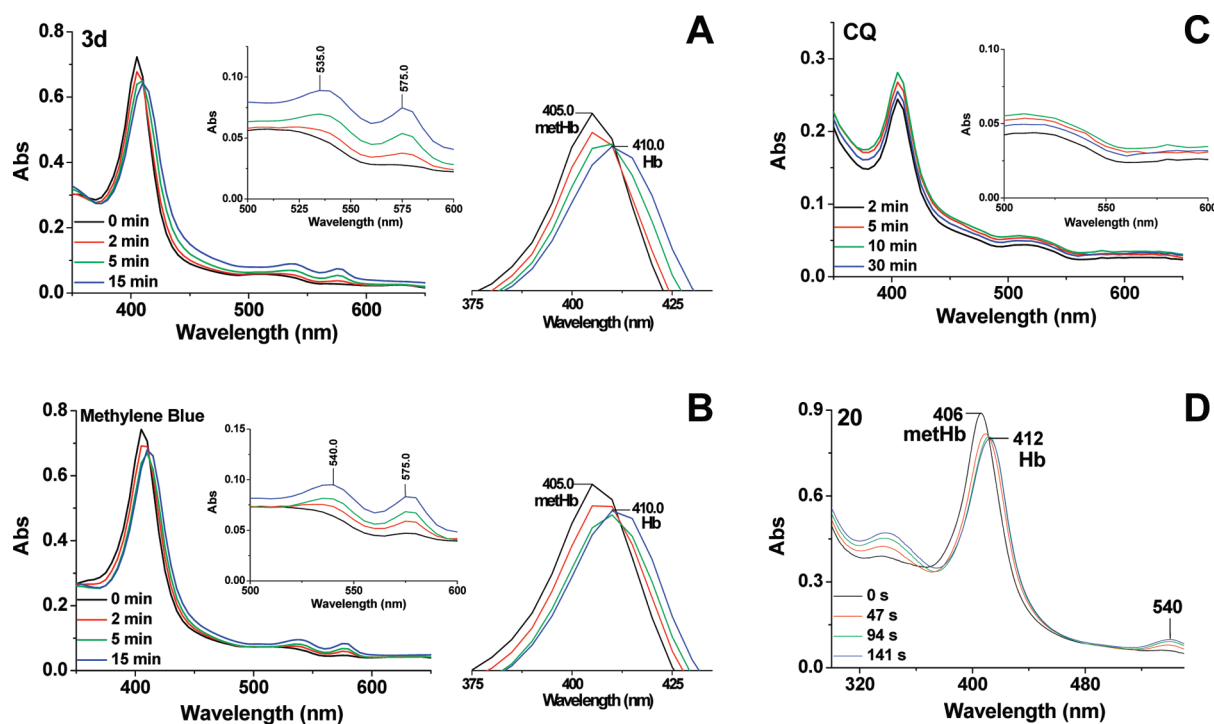 3d
A
0.8
0.6
0.4
0.2
0.0
Abs
400
500
600
Wavelength (nm)
0 min
2 min
5 min
15 min
0.10
0.05
0.00
Abs
500
525
550
575
600
Wavelength (nm)
535.0
575.0
405.0
metHb
410.0
Hb
375
400
425
Wavelength (nm)
CQ
C
0.3
0.2
0.1
0.0
Abs
400
500
600
Wavelength (nm)
2 min
5 min
10 min
30 min
0.10
0.05
0.00
Abs
500
550
600
Wavelength (nm)
Methylene Blue
B
0.8
0.6
0.4
0.2
0.0
Abs
400
500
600
Wavelength (nm)
0 min
2 min
5 min
15 min
0.15
0.10
0.05
0.00
Abs
500
550
600
Wavelength (nm)
540.0
575.0
405.0
metHb
410.0
Hb
375
400
425
Wavelength (nm)
20
D
0.9
0.6
0.3
0.0
Abs
300
400
480
Wavelength (nm)
406
metHb
412
Hb
540
0 s
47 s
94 s
141 s